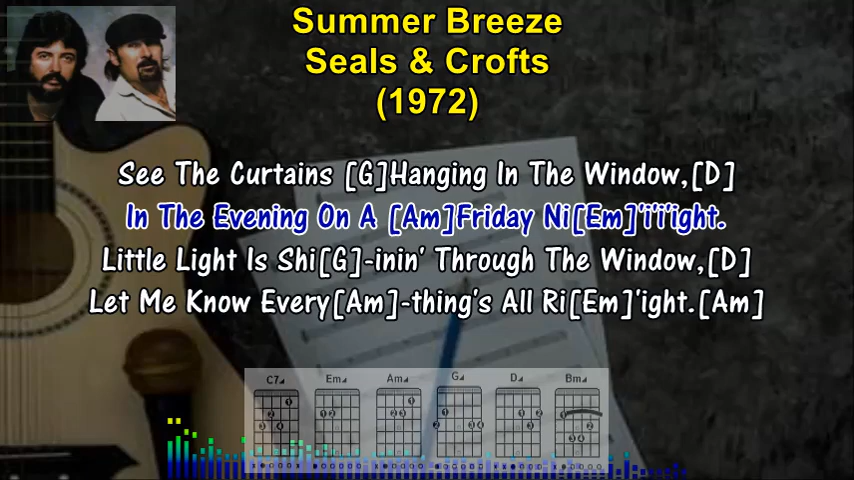 Summer Breeze
Seals & Crofts
(1972)
See The Curtains [G]Hanging In The Window,[D]
In The Evening On A [Am]Friday Ni[Em]'i'i'ight.
Little Light Is Shi[G]-inin' Through The Window,[D]
Let Me Know Every[Am]-thing's All Ri[Em]'ight.[Am]
C7 Em Am G D Bm